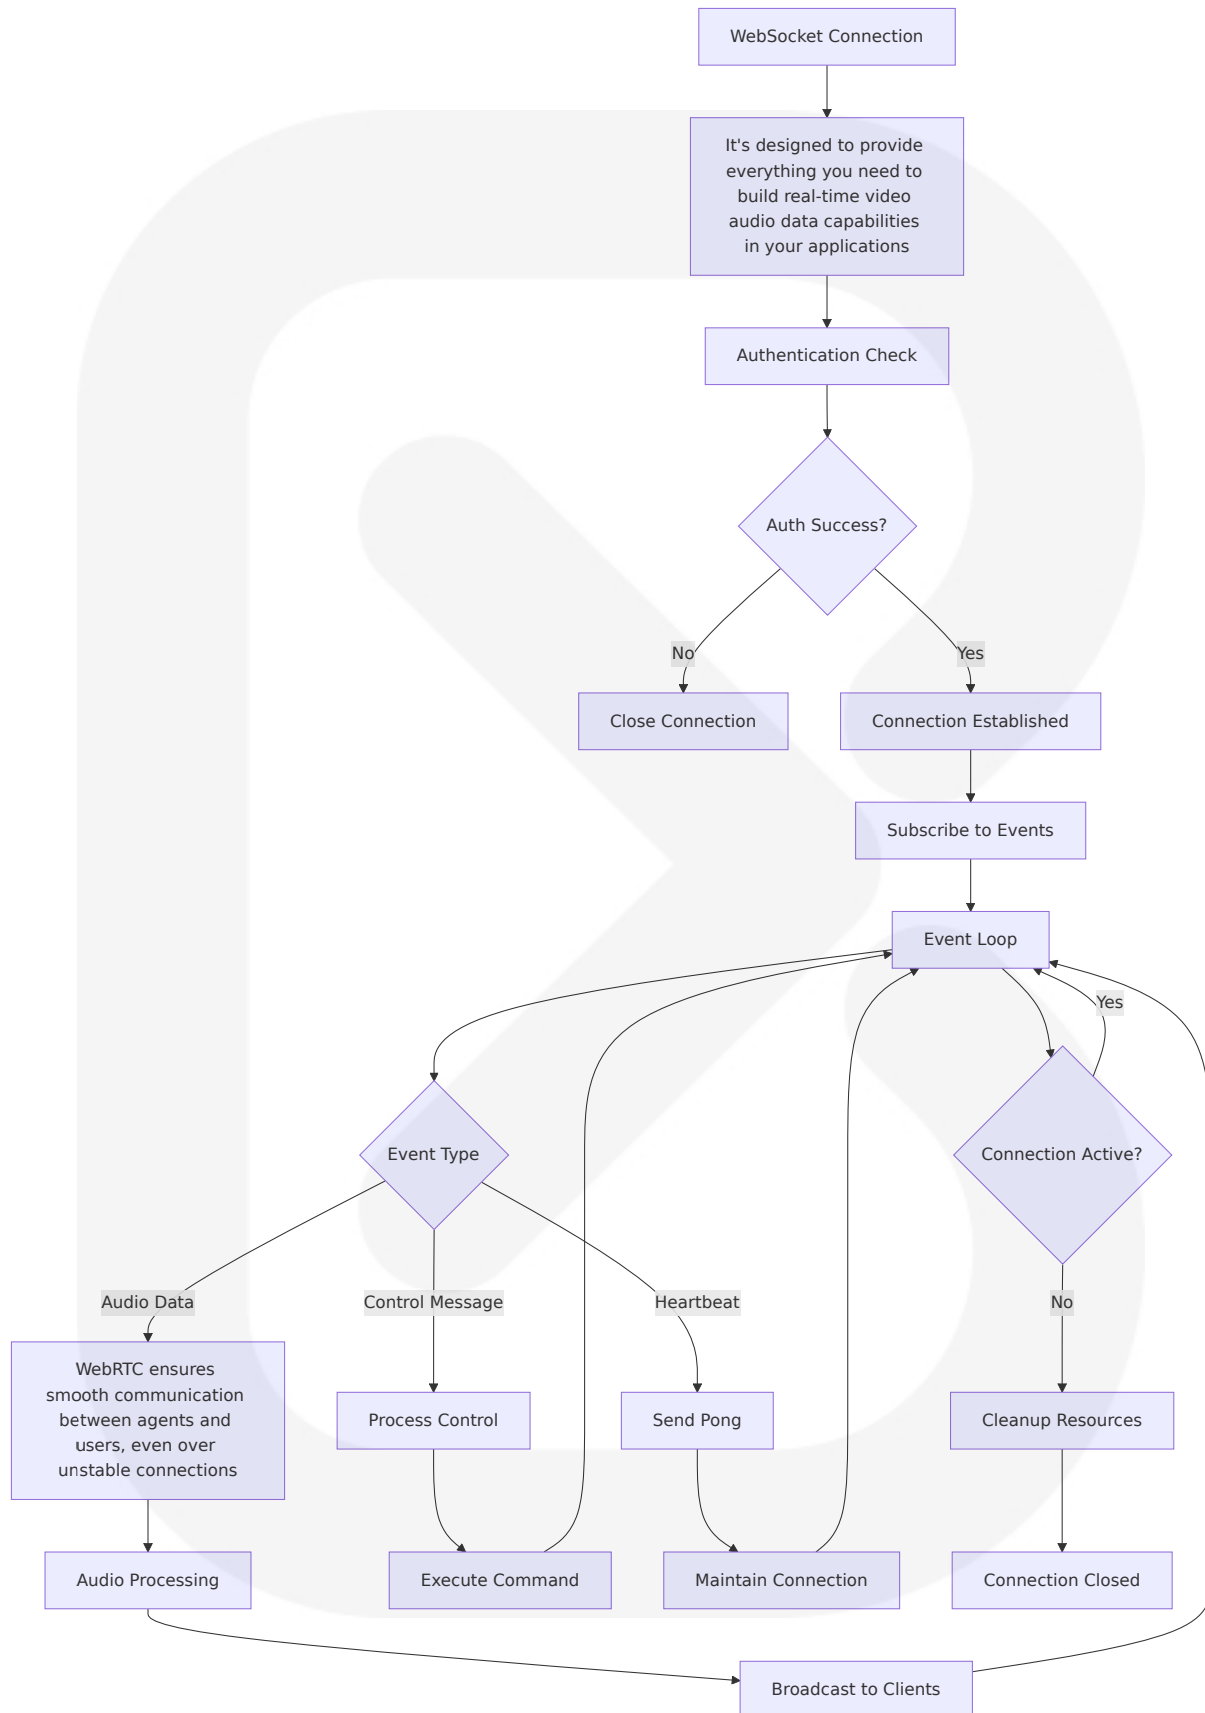 WebSocket Connection
It's designed to provide
everything you need to
build real-time video
audio data capabilities
in your applications
Authentication Check
Auth Success?
No
Yes
Close Connection
Connection Established
Subscribe to Events
Event Loop
Yes
Event Type
Connection Active?
Audio Data
Control Message
Heartbeat
No
WebRTC ensures
smooth communication
between agents and
users, even over
unstable connections
Process Control
Send Pong
Cleanup Resources
Audio Processing
Execute Command
Maintain Connection
Connection Closed
Broadcast to Clients